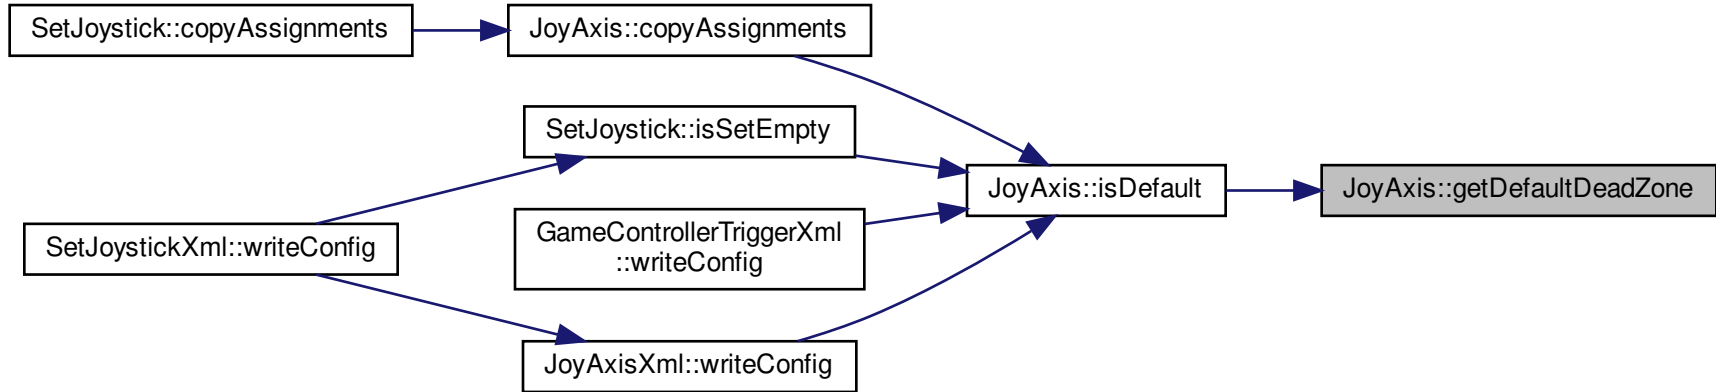 SetJoystick::copyAssignments
JoyAxis::copyAssignments
SetJoystick::isSetEmpty
JoyAxis::isDefault
JoyAxis::getDefaultDeadZone
SetJoystickXml::writeConfig
GameControllerTriggerXml
::writeConfig
JoyAxisXml::writeConfig